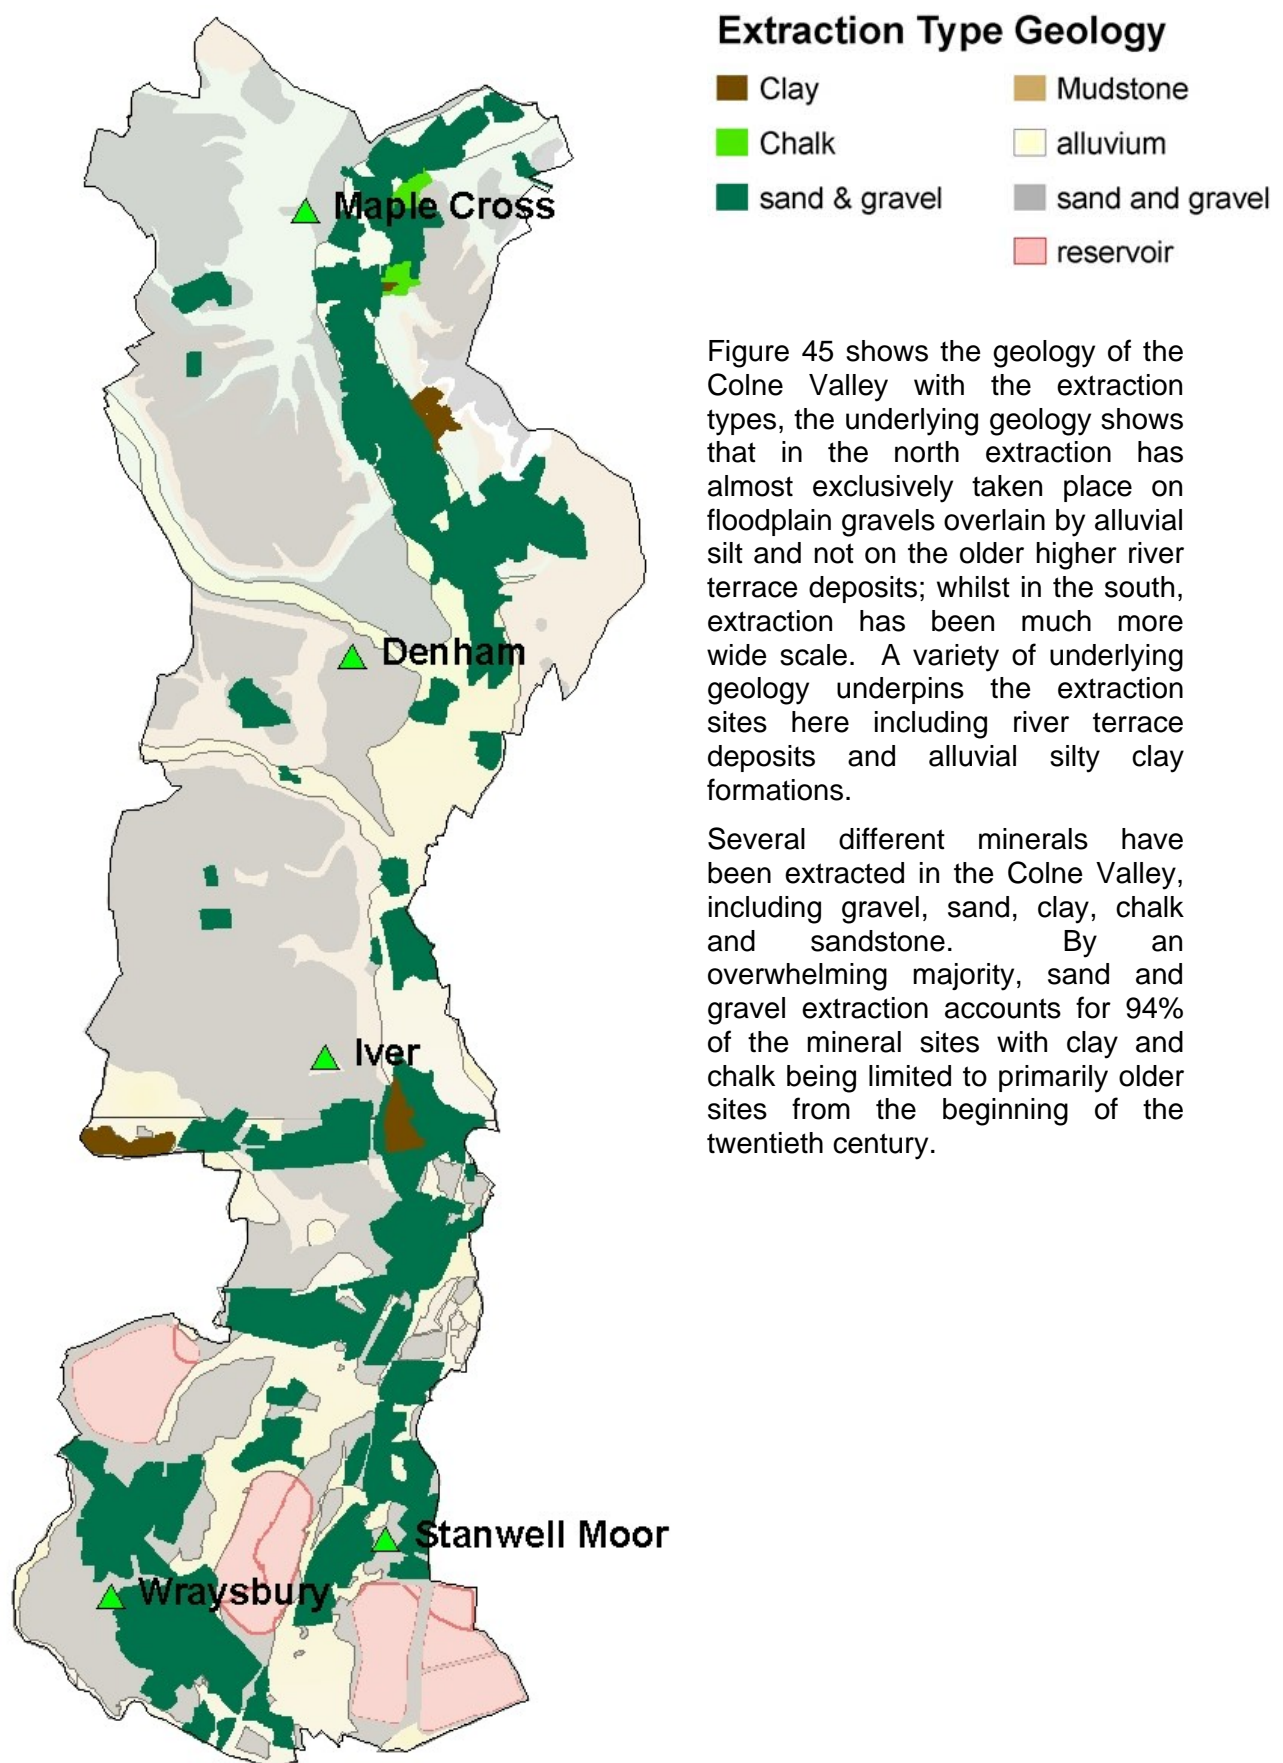 Extraction Type Geology
Clay
Mudstone
Chalk
alluvium
sand & gravel
sand and gravel
reservoir
Maple Cross
Denham
Iver
Stanwell Moor
Wraysbury
Figure 45 shows the geology of the
Colne Valley with the extraction
types, the underlying geology shows
that in the north extraction has
almost exclusively taken place on
floodplain gravels overlain by alluvial
silt and not on the older higher river
terrace deposits; whilst in the south,
extraction has been much more
wide scale. A variety of underlying
geology underpins the extraction
sites here including river terrace
deposits and alluvial silty clay
formations.
Several different minerals have
been extracted in the Colne Valley,
including gravel, sand, clay, chalk
and sandstone. By an
overwhelming majority, sand and
gravel extraction accounts for 94%
of the mineral sites with clay and
chalk being limited to primarily older
sites from the beginning of the
twentieth century.